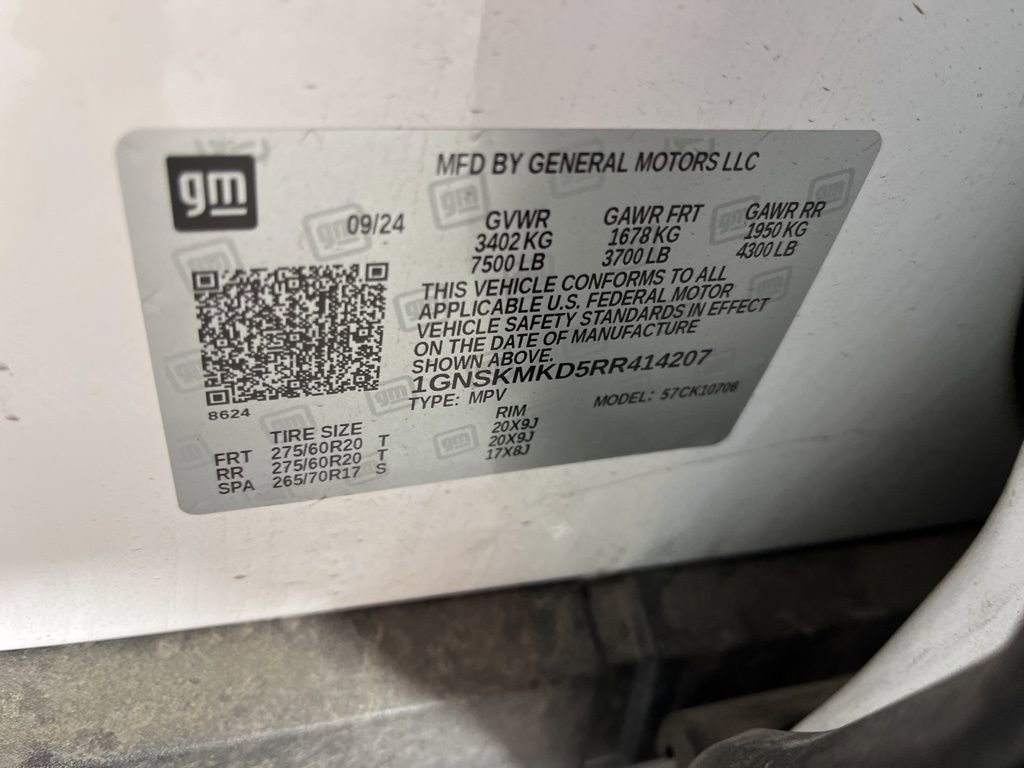 gm
MFD BY GENERAL MOTORS LLC
09/24
GVWR GAWR FRT GAWR RR
3402 KG 1678 KG 1950 KG
7500 LB 3700 LB 4300 LB
THIS VEHICLE CONFORMS TO ALL
APPLICABLE U.S. FEDERAL MOTOR
VEHICLE SAFETY STANDARDS IN EFFECT
ON THE DATE OF MANUFACTURE
SHOWN ABOVE.
1GNSKMKD5RR414207
TYPE: MPV MODEL: 57CK10706
8624
TIRE SIZE RIM
FRT 275/60R20 T 20X9J
RR 275/60R20 T 20X9J
SPA 265/70R17 S 17X8J